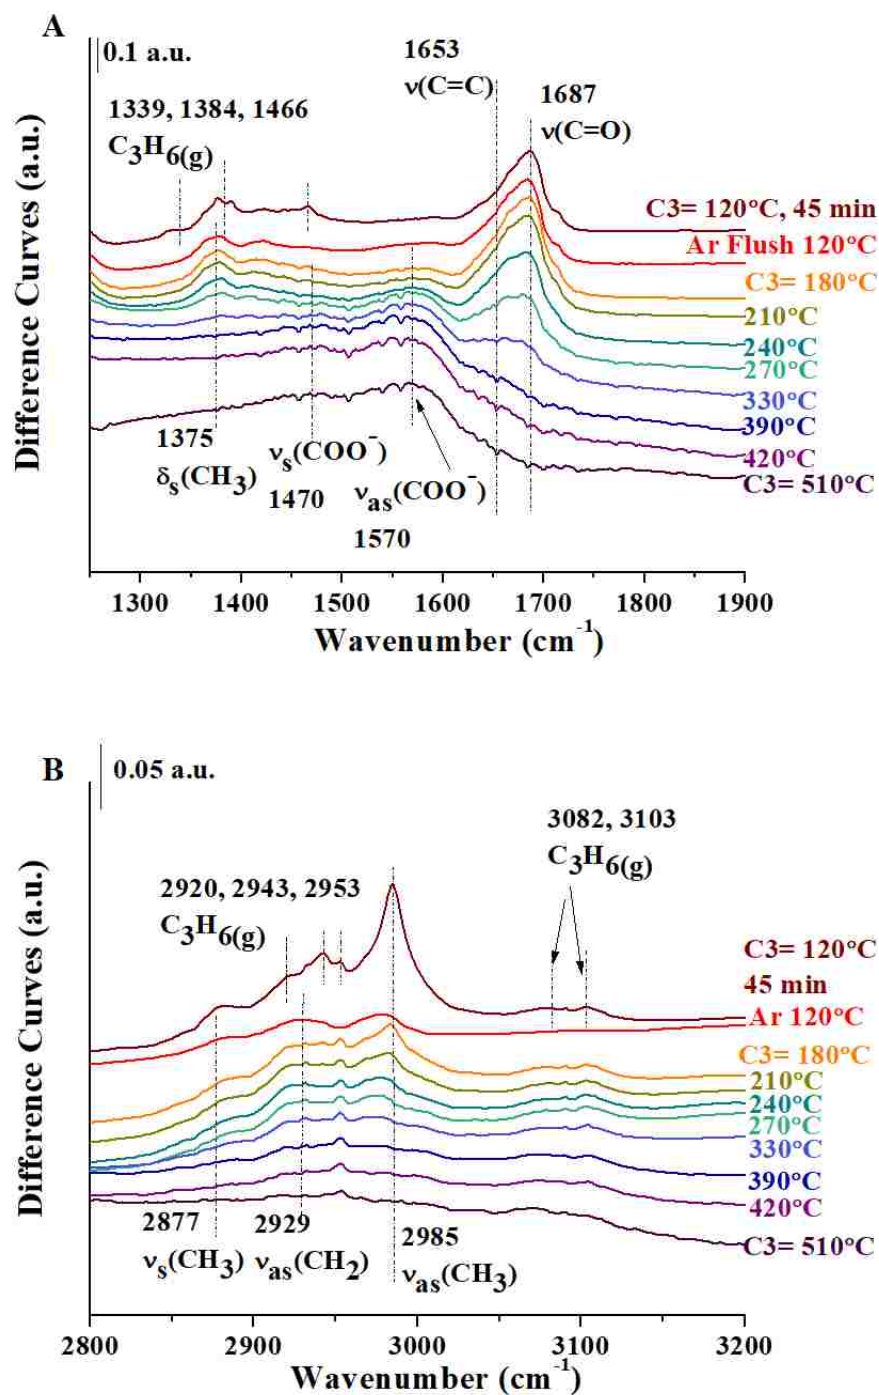 A
0.1 a.u.
1653
ν(C=C)
1687
ν(C=O)
1339, 1384, 1466
C₃H₆(g)
C3= 120°C, 45 min
Ar Flush 120°C
C3= 180°C
210°C
240°C
270°C
330°C
390°C
420°C
C3= 510°C
1375
δₛ(CH₃)
νₛ(COO⁻)
1470
νₐₛ(COO⁻)
1570
Difference Curves (a.u.)
1300 1400 1500 1600 1700 1800 1900
Wavenumber (cm⁻¹)
B
0.05 a.u.
3082, 3103
C₃H₆(g)
2920, 2943, 2953
C₃H₆(g)
C3= 120°C
45 min
Ar 120°C
C3= 180°C
210°C
240°C
270°C
330°C
390°C
420°C
C3= 510°C
2877
νₛ(CH₃)
2929
νₐₛ(CH₂)
2985
νₐₛ(CH₃)
Difference Curves (a.u.)
2800 2900 3000 3100 3200
Wavenumber (cm⁻¹)